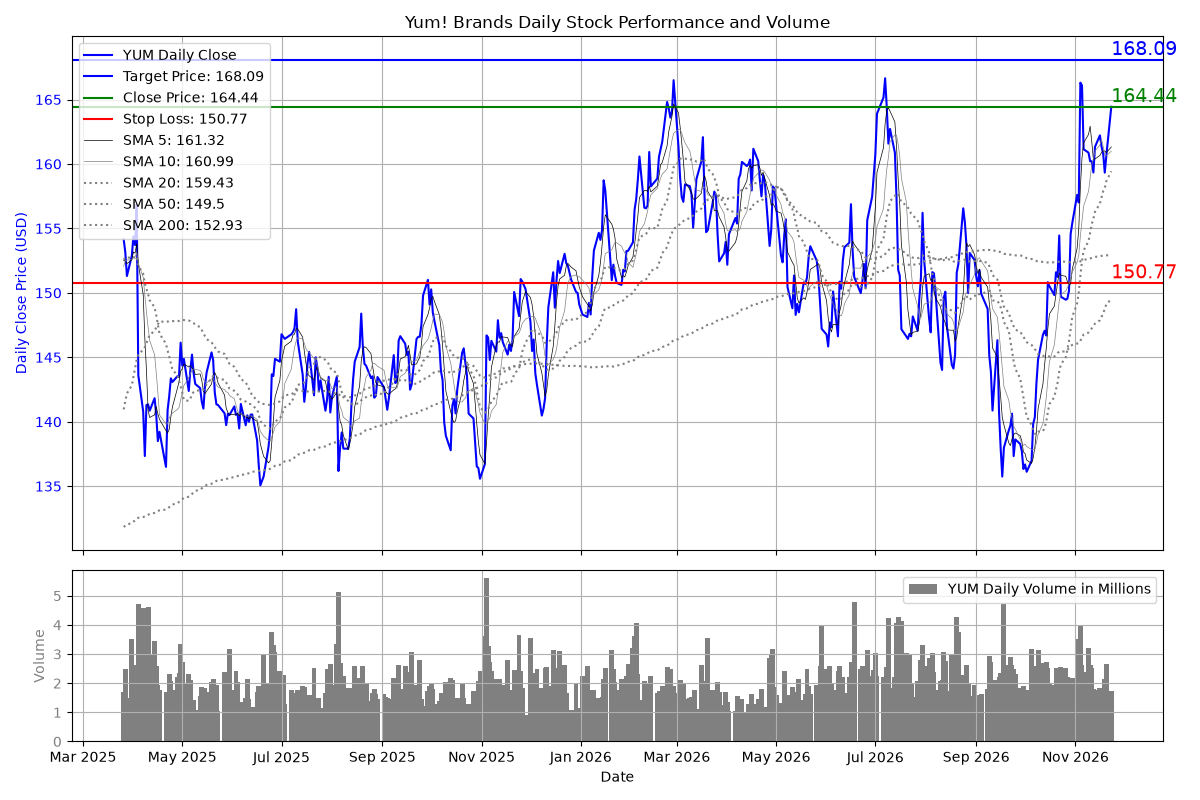 Yum! Brands Daily Stock Performance and Volume
168.09
YUM Daily Close
Target Price: 168.09
Close Price: 164.44
Stop Loss: 150.77
SMA 5: 161.32
SMA 10: 160.99
SMA 20: 159.43
SMA 50: 149.5
SMA 200: 152.93
164.44
150.77
165
160
155
150
145
140
135
Daily Close Price (USD)
YUM Daily Volume in Millions
5
4
3
2
1
0
Volume
Mar 2025 May 2025 Jul 2025 Sep 2025 Nov 2025 Jan 2026 Mar 2026 May 2026 Jul 2026 Sep 2026 Nov 2026
Date